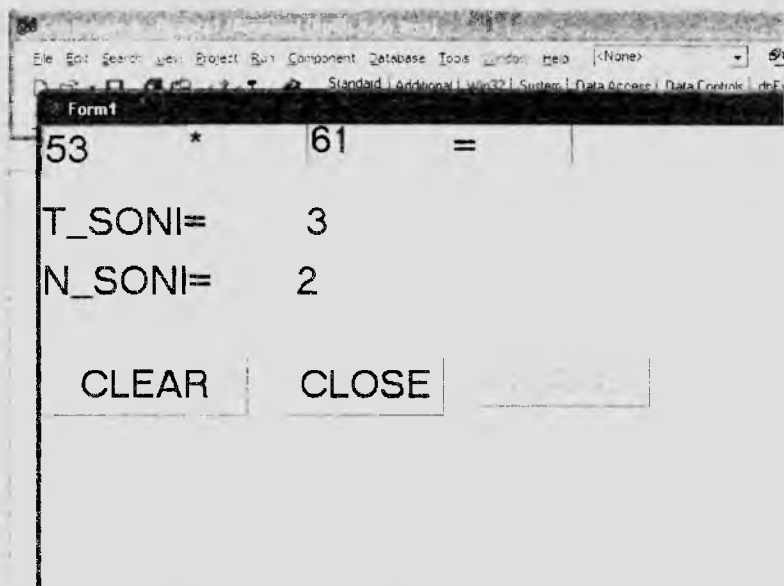 File Edit Search View Project Run Component Database Tools Window Help <None>
Standard Additional Win32 System Data Access Data Controls
Form1
53 * 61 =
T_SONI= 3
N_SONI= 2
CLEAR CLOSE